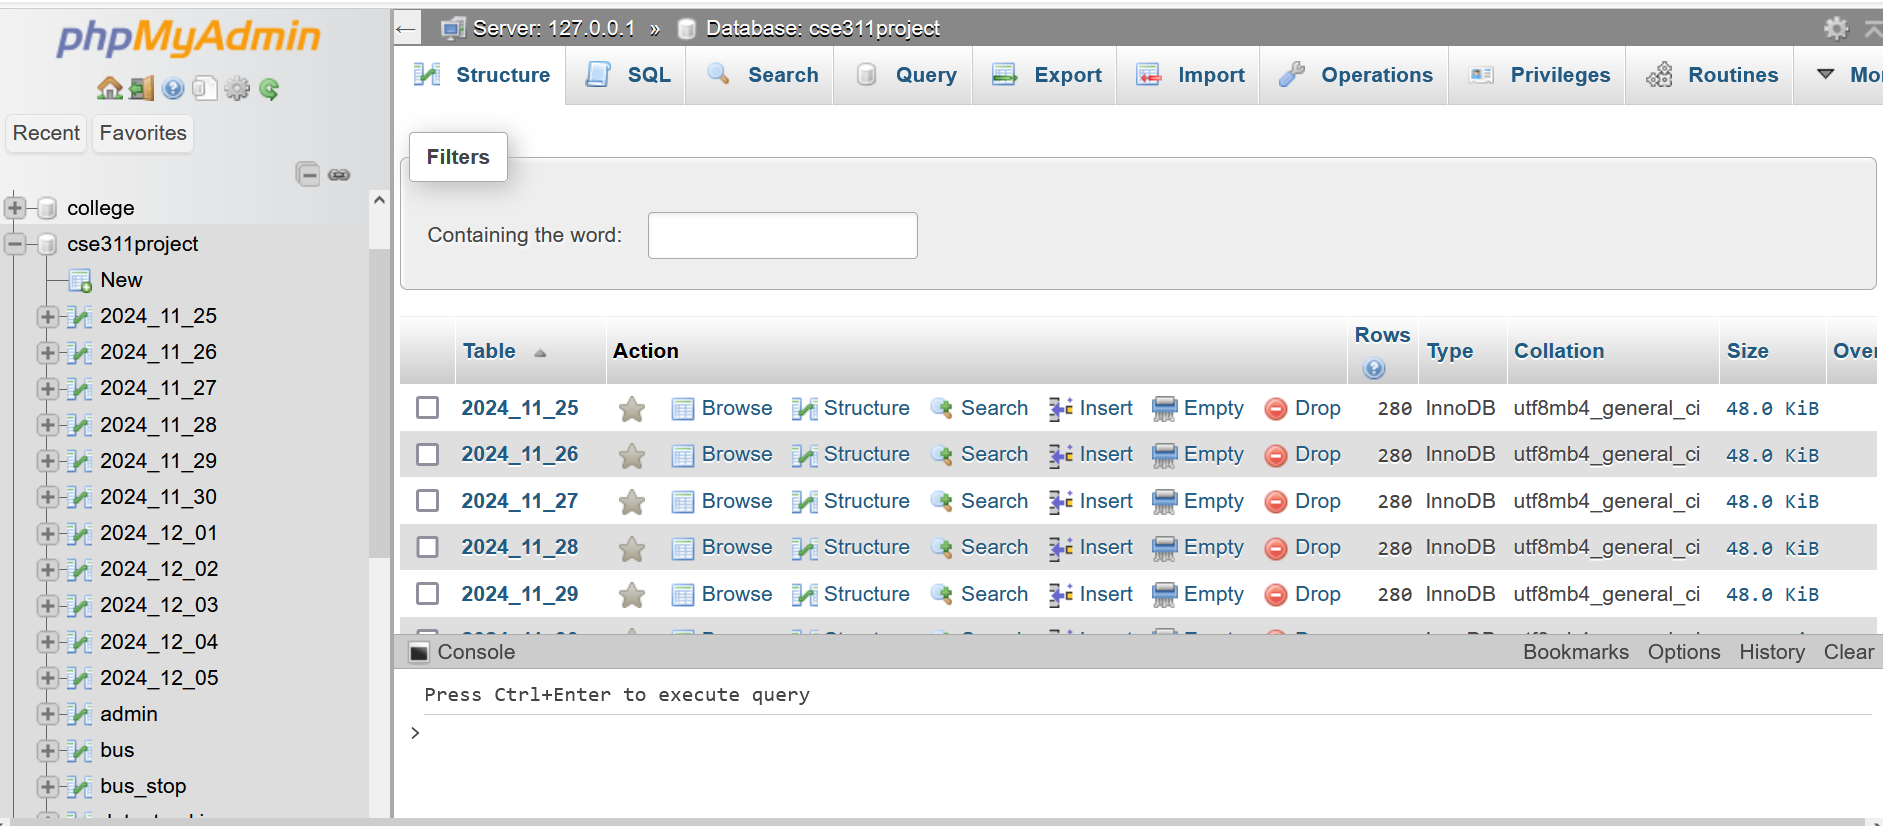 phpMyAdmin
Recent Favorites
college
cse311project
New
2024_11_25
2024_11_26
2024_11_27
2024_11_28
2024_11_29
2024_11_30
2024_12_01
2024_12_02
2024_12_03
2024_12_04
2024_12_05
admin
bus
bus_stop
Server: 127.0.0.1 » Database: cse311project
Structure SQL Search Query Export Import Operations Privileges Routines Mo
Filters
Containing the word:
Table Action Rows Type Collation Size Over
2024_11_25 Browse Structure Search Insert Empty Drop 280 InnoDB utf8mb4_general_ci 48.0 KiB
2024_11_26 Browse Structure Search Insert Empty Drop 280 InnoDB utf8mb4_general_ci 48.0 KiB
2024_11_27 Browse Structure Search Insert Empty Drop 280 InnoDB utf8mb4_general_ci 48.0 KiB
2024_11_28 Browse Structure Search Insert Empty Drop 280 InnoDB utf8mb4_general_ci 48.0 KiB
2024_11_29 Browse Structure Search Insert Empty Drop 280 InnoDB utf8mb4_general_ci 48.0 KiB
Console Bookmarks Options History Clear
Press Ctrl+Enter to execute query
>